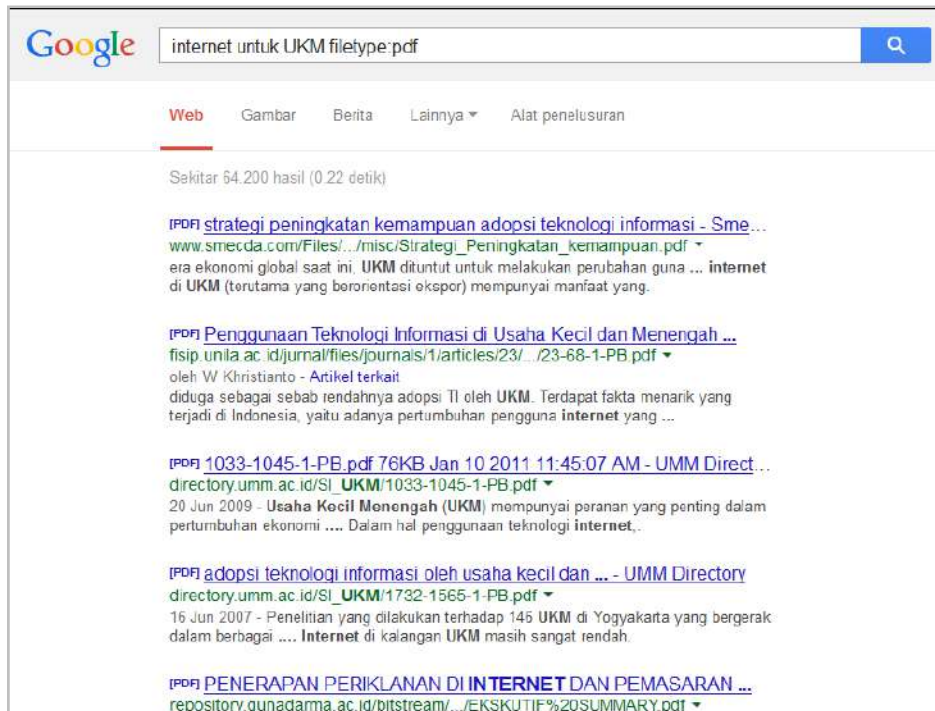 Google internet untuk UKM filetype:pdf
Web Gambar Berita Lainnya Alat penelusuran
Sekitar 64.200 hasil (0.22 detik)
[PDF] strategi peningkatan kemampuan adopsi teknologi informasi - Sme...
www.smecda.com/Files/.../misc/Strategi_Peningkatan_kemampuan.pdf
era ekonomi global saat ini, UKM dituntut untuk melakukan perubahan guna ... internet
di UKM (terutama yang berorientasi ekspor) mempunyai manfaat yang.
[PDF] Penggunaan Teknologi Informasi di Usaha Kecil dan Menengah ...
fisip.unila.ac.id/jurnal/files/journals/1/articles/23/.../23-68-1-PB.pdf
oleh W Khristianto - Artikel terkait
diduga sebagai sebab rendahnya adopsi TI oleh UKM. Terdapat fakta menarik yang
terjadi di Indonesia, yaitu adanya pertumbuhan pengguna internet yang ...
[PDF] 1033-1045-1-PB.pdf 76KB Jan 10 2011 11:45:07 AM - UMM Direct...
directory.umm.ac.id/SI_UKM/1033-1045-1-PB.pdf
20 Jun 2009 - Usaha Kecil Menengah (UKM) mempunyai peranan yang penting dalam
pertumbuhan ekonomi .... Dalam hal penggunaan teknologi internet,.
[PDF] adopsi teknologi informasi oleh usaha kecil dan ... - UMM Directory
directory.umm.ac.id/SI_UKM/1732-1565-1-PB.pdf
16 Jun 2007 - Penelitian yang dilakukan terhadap 146 UKM di Yogyakarta yang bergerak
dalam berbagai .... Internet di kalangan UKM masih sangat rendah.
[PDF] PENERAPAN PERIKLANAN DI INTERNET DAN PEMASARAN ...
repository.gunadarma.ac.id/bitstream/.../EKSKUTIF%20SUMMARY.pdf